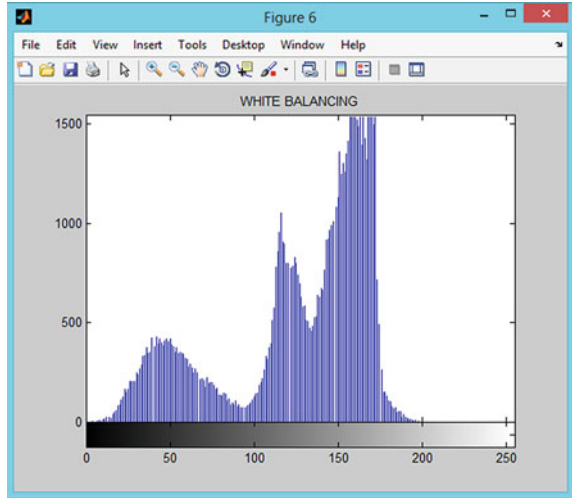 Figure 6
File Edit View Insert Tools Desktop Window Help
WHITE BALANCING
1500
1000
500
0
0 50 100 150 200 250